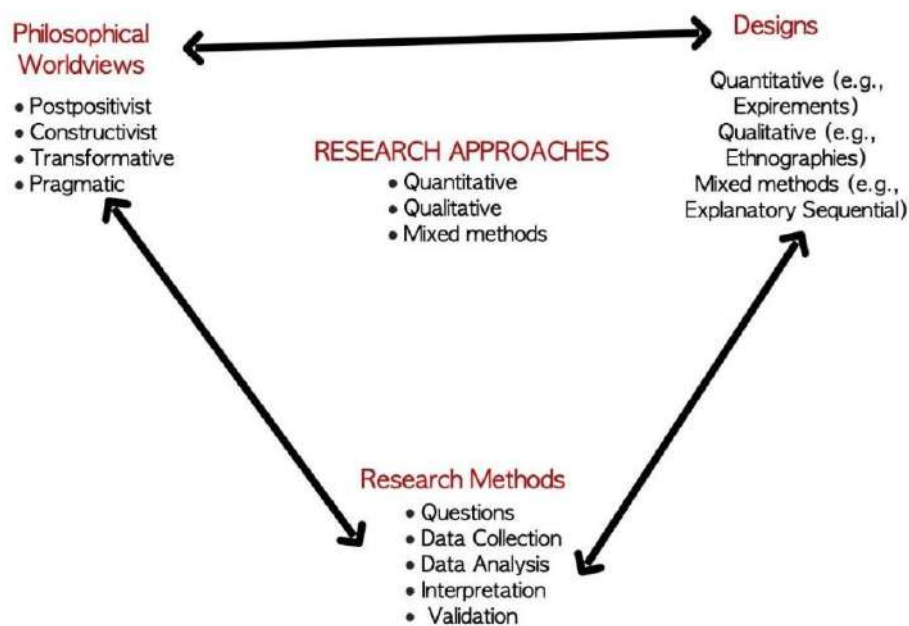 Philosophical
Worldviews
• Postpositivist
• Constructivist
• Transformative
• Pragmatic
RESEARCH APPROACHES
• Quantitative
• Qualitative
• Mixed methods
Designs
Quantitative (e.g.,
Expirements)
Qualitative (e.g.,
Ethnographies)
Mixed methods (e.g.,
Explanatory Sequential)
Research Methods
• Questions
• Data Collection
• Data Analysis
• Interpretation
• Validation